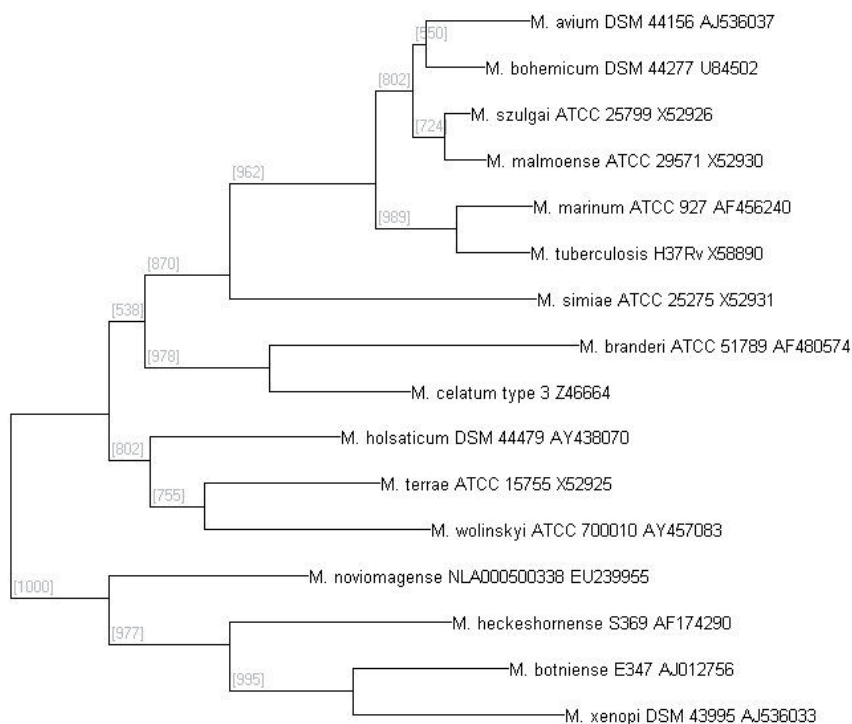 [550]
M. avium DSM 44156 AJ536037
M. bohemicum DSM 44277 U84502
[802]
M. szulgai ATCC 25799 X52926
[724]
M. malmoense ATCC 29571 X52930
[962]
M. marinum ATCC 927 AF456240
[989]
M. tuberculosis H37Rv X58890
[870]
M. simiae ATCC 25275 X52931
[538]
M. branderi ATCC 51789 AF480574
[978]
M. celatum type 3 Z46664
M. holsaticum DSM 44479 AY438070
[802]
M. terrae ATCC 15755 X52925
[755]
M. wolinskyi ATCC 700010 AY457083
M. noviomagense NLA000500338 EU239955
[1000]
M. heckeshornense S369 AF174290
[977]
M. botniense E347 AJ012756
[995]
M. xenopi DSM 43995 AJ536033